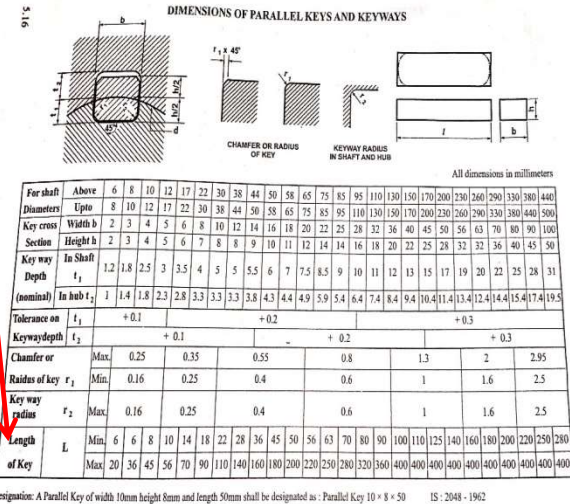 5.16
DIMENSIONS OF PARALLEL KEYS AND KEYWAYS
b
r1 x 45°
r1
r2
t2
t1
h/2
h/2
45°
d
l
h
b
CHAMFER OR RADIUS
OF KEY
KEYWAY RADIUS
IN SHAFT AND HUB
All dimensions in millimeters
For shaft Above 6 8 10 12 17 22 30 38 44 50 58 65 75 85 95 110 130 150 170 200 230 260 290 330 380 440
Diameters Upto 8 10 12 17 22 30 38 44 50 58 65 75 85 95 110 130 150 170 200 230 260 290 330 380 440 500
Key cross Width b 2 3 4 5 6 8 10 12 14 16 18 20 22 25 28 32 36 40 45 50 56 63 70 80 90 100
Section Height h 2 3 4 5 6 7 8 8 9 10 11 12 14 14 16 18 20 22 25 28 32 32 36 40 45 50
Key way In Shaft
Depth t1 1.2 1.8 2.5 3 3.5 4 5 5 5.5 6 7 7.5 8.5 9 10 11 12 13 15 17 19 20 22 25 28 31
(nominal) In hub t2 1 1.4 1.8 2.3 2.8 3.3 3.3 3.3 3.8 4.3 4.4 4.9 5.9 5.4 6.4 7.4 8.4 9.4 10.4 11.4 13.4 12.4 14.4 15.4 17.4 19.5
Tolerance on t1 + 0.1 + 0.2 + 0.3
Keywaydepth t2 + 0.1 + 0.2 + 0.3
Chamfer or Max. 0.25 0.35 0.55 0.8 1.3 2 2.95
Raidus of key r1 Min. 0.16 0.25 0.4 0.6 1 1.6 2.5
Key way
radius r2 Max. 0.16 0.25 0.4 0.6 1 1.6 2.5
Length L Min. 6 6 8 10 14 18 22 28 36 45 50 56 63 70 80 90 100 110 125 140 160 180 200 220 250 280
of Key Max 20 36 45 56 70 90 110 140 160 180 200 220 250 280 320 360 400 400 400 400 400 400 400 400 400 400
esignation: A Parallel Key of width 10mm height 8mm and length 50mm shall be designated as : Parallel Key 10 × 8 × 50 IS : 2048 - 1962